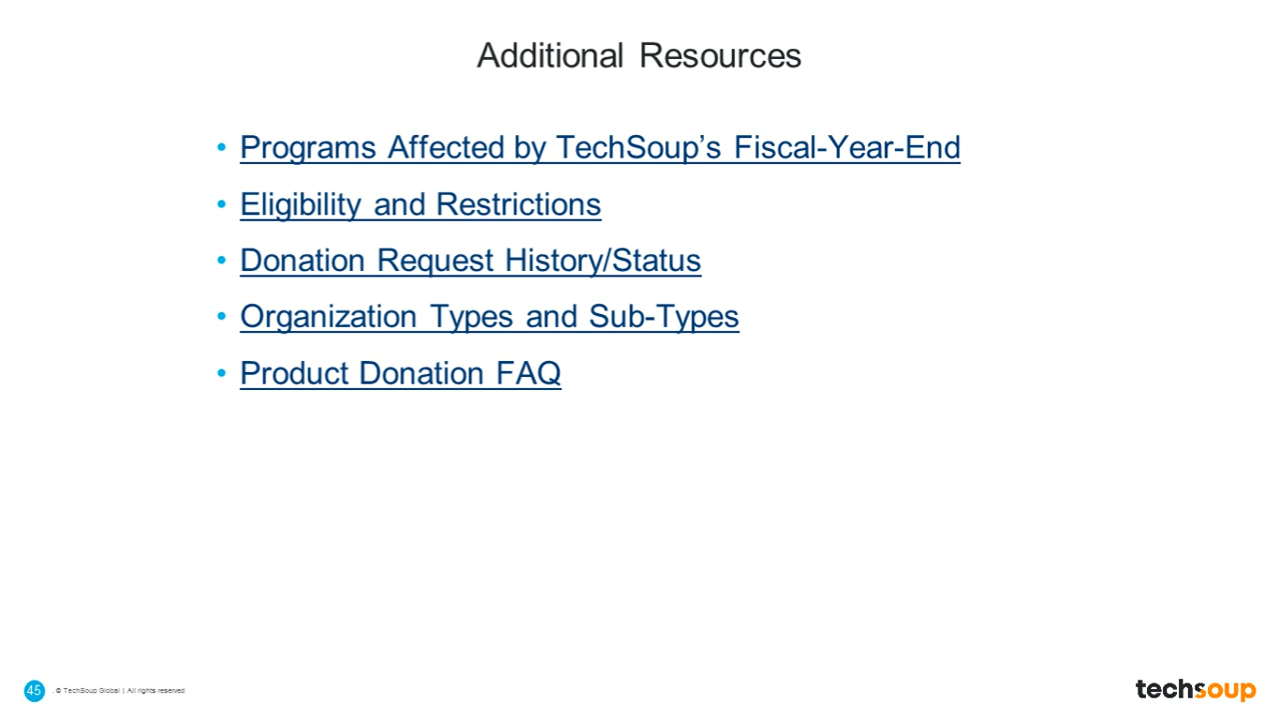 Additional Resources
• Programs Affected by TechSoup’s Fiscal-Year-End
• Eligibility and Restrictions
• Donation Request History/Status
• Organization Types and Sub-Types
• Product Donation FAQ
45 . © TechSoup Global | All rights reserved
techsoup